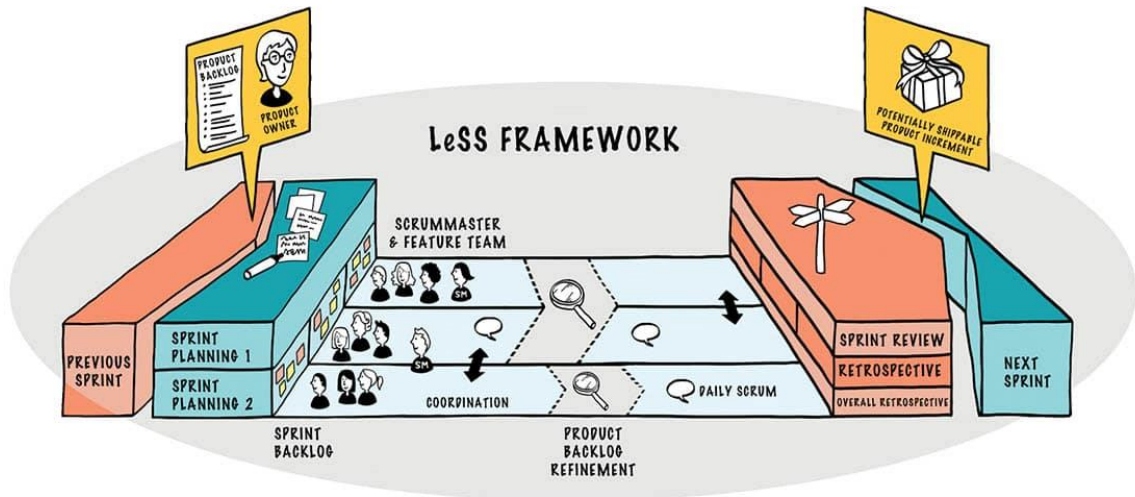 PRODUCT
BACKLOG
PRODUCT
OWNER
POTENTIALLY SHIPPABLE
PRODUCT INCREMENT
LeSS FRAMEWORK
SCRUMMASTER
& FEATURE TEAM
SM
SM
PREVIOUS
SPRINT
SPRINT
PLANNING 1
SPRINT
PLANNING 2
COORDINATION
DAILY SCRUM
SPRINT REVIEW
RETROSPECTIVE
OVERALL RETROSPECTIVE
NEXT
SPRINT
SPRINT
BACKLOG
PRODUCT
BACKLOG
REFINEMENT